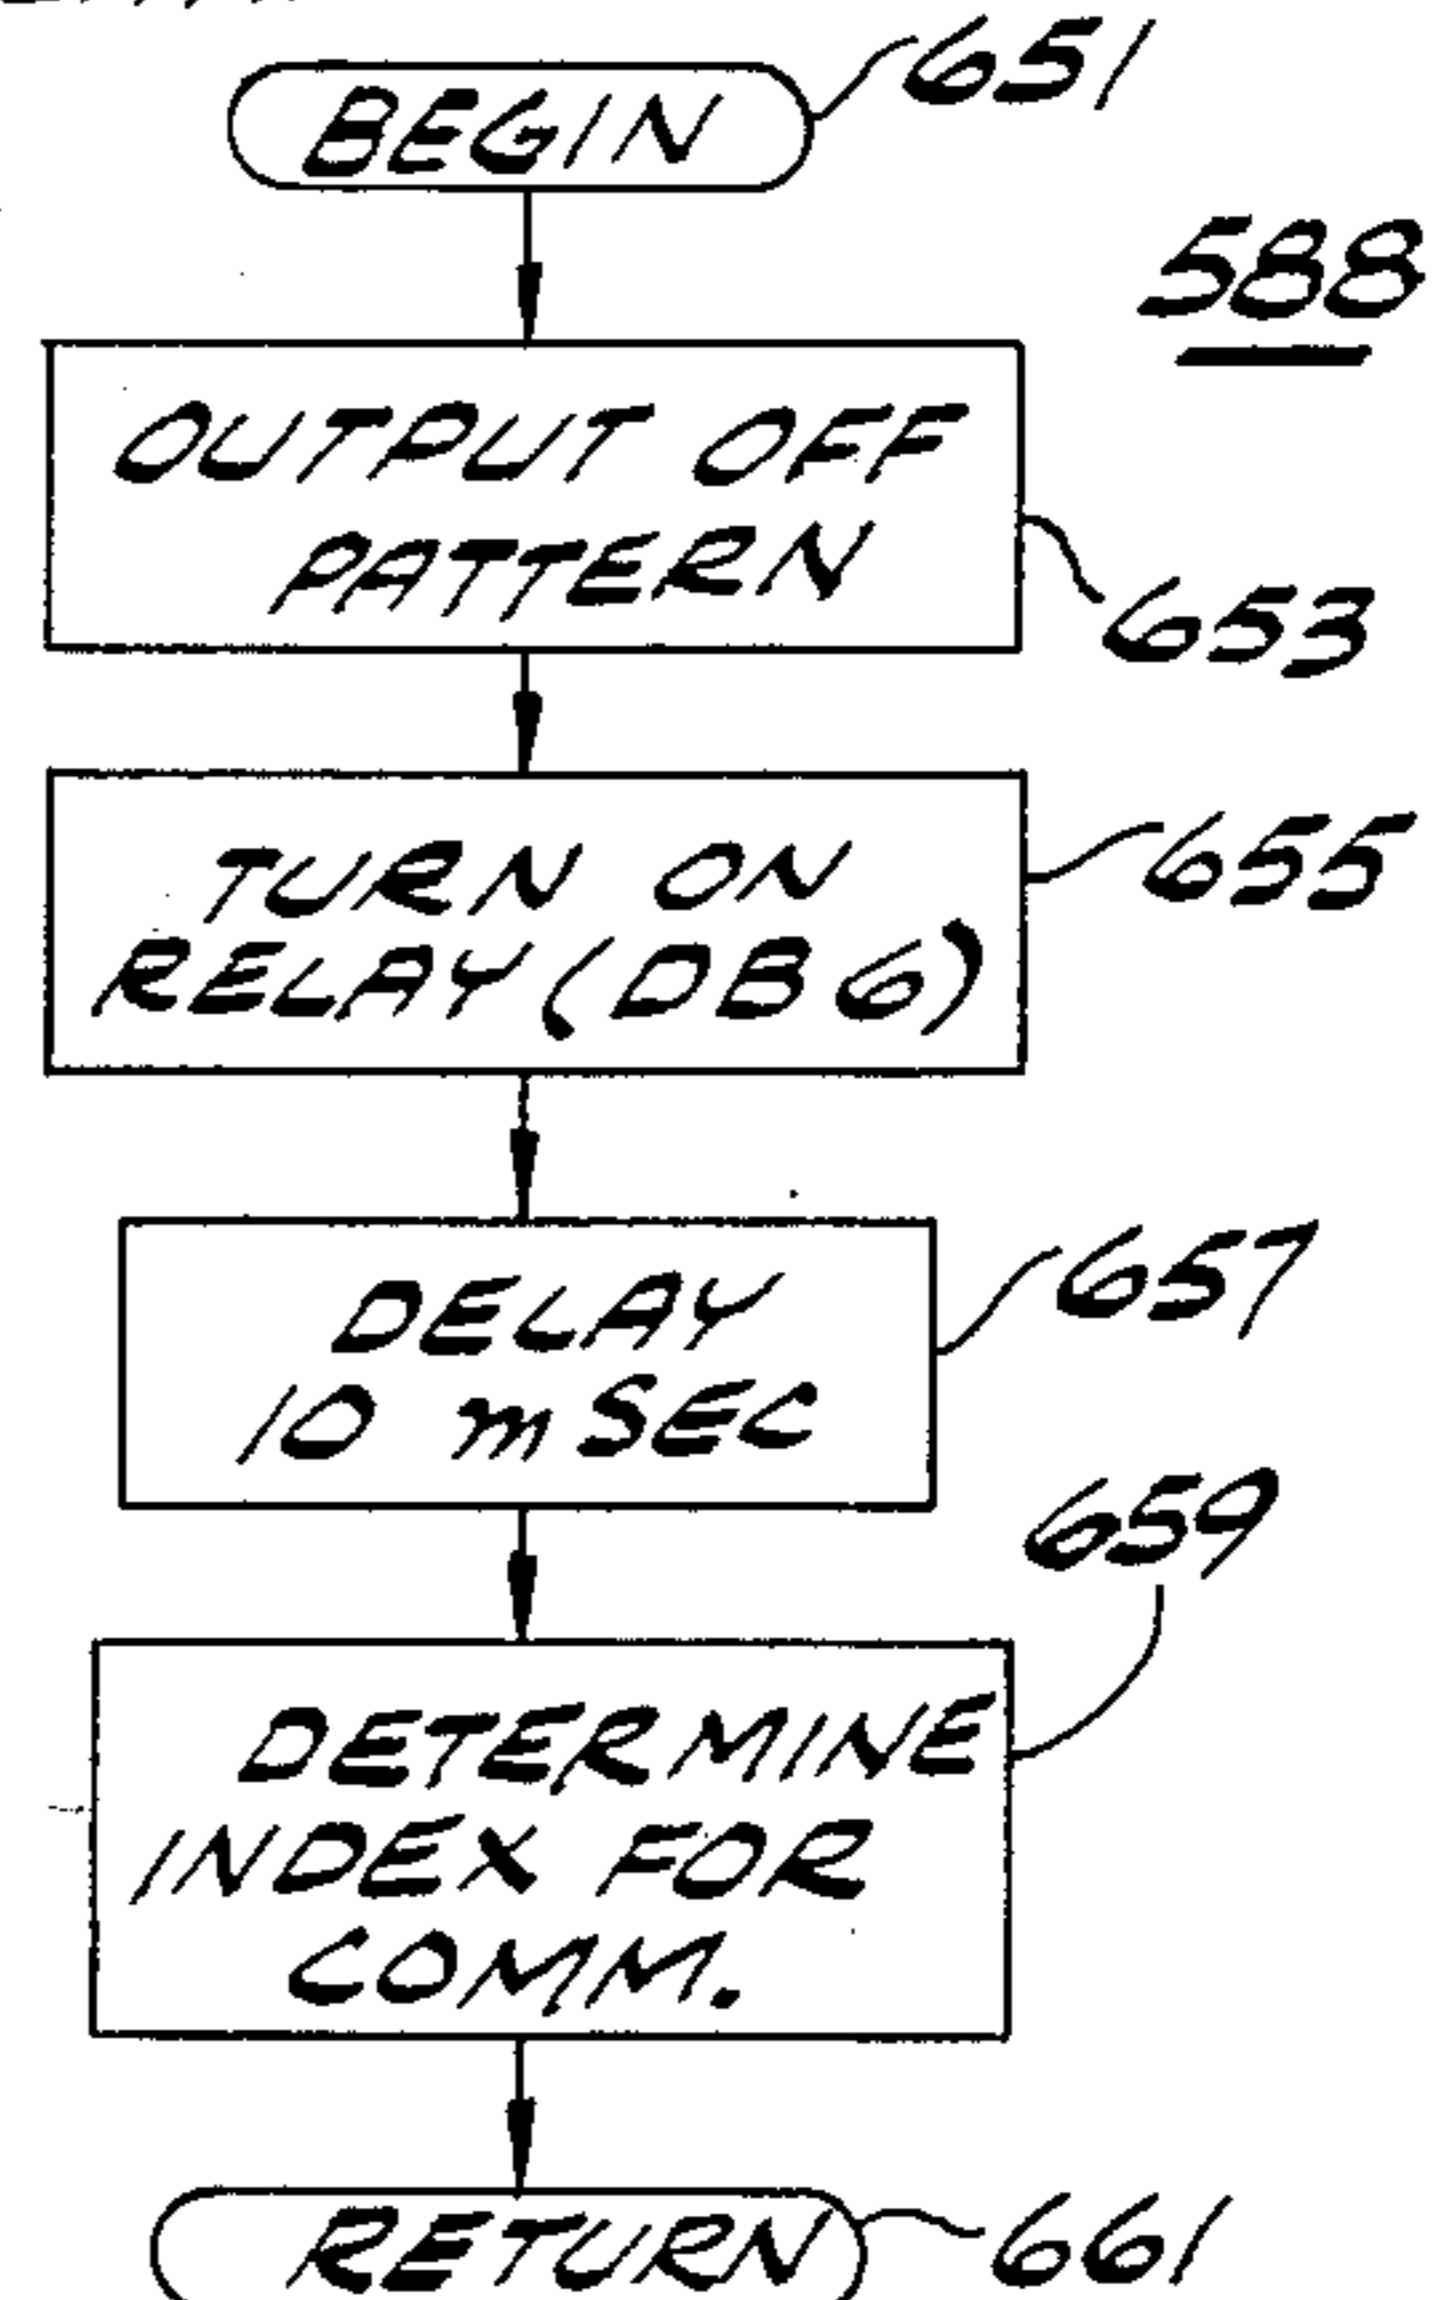 BEGIN
651
588
OUTPUT OFF
PATTERN
653
TURN ON
RELAY (DB6)
655
DELAY
10 mSEC
657
659
DETERMINE
INDEX FOR
COMM.
RETURN
661